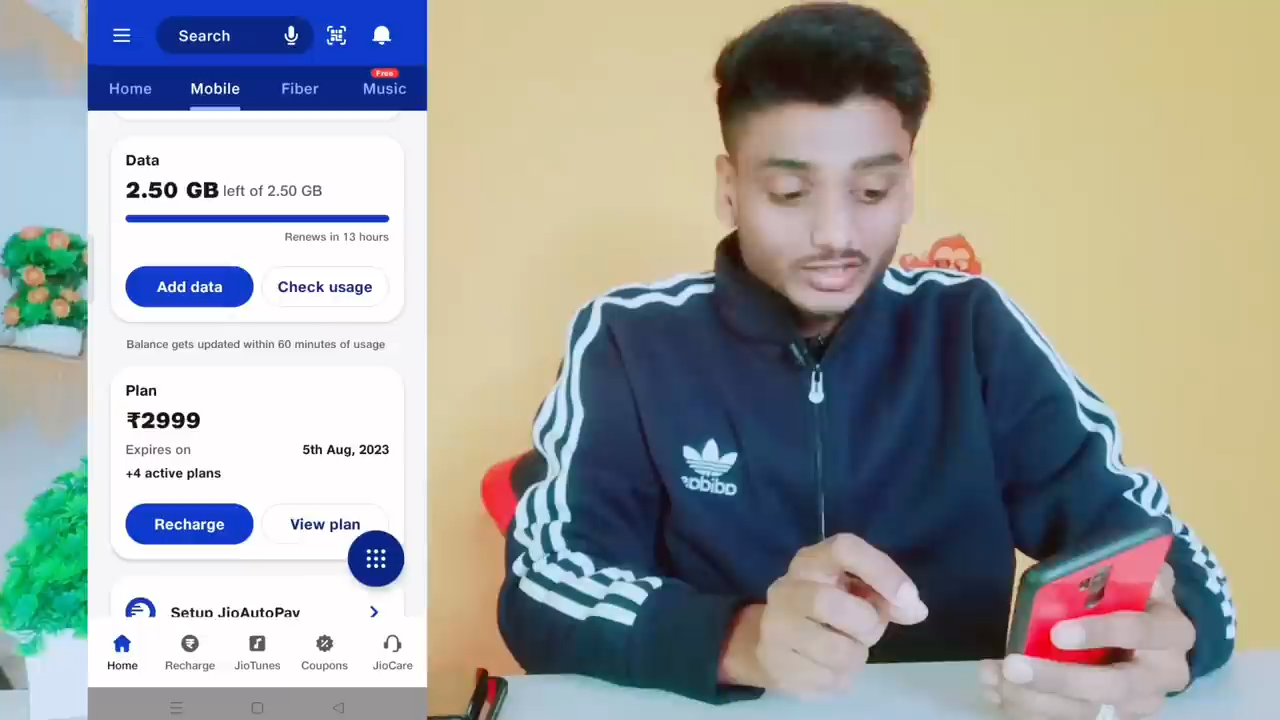 Search
Free
Home Mobile Fiber Music
Data
2.50 GB left of 2.50 GB
Renews in 13 hours
Add data Check usage
Balance gets updated within 60 minutes of usage
Plan
₹2999
Expires on 5th Aug, 2023
+4 active plans
Recharge View plan
Setup JioAutoPay
Home Recharge JioTunes Coupons JioCare
adidas